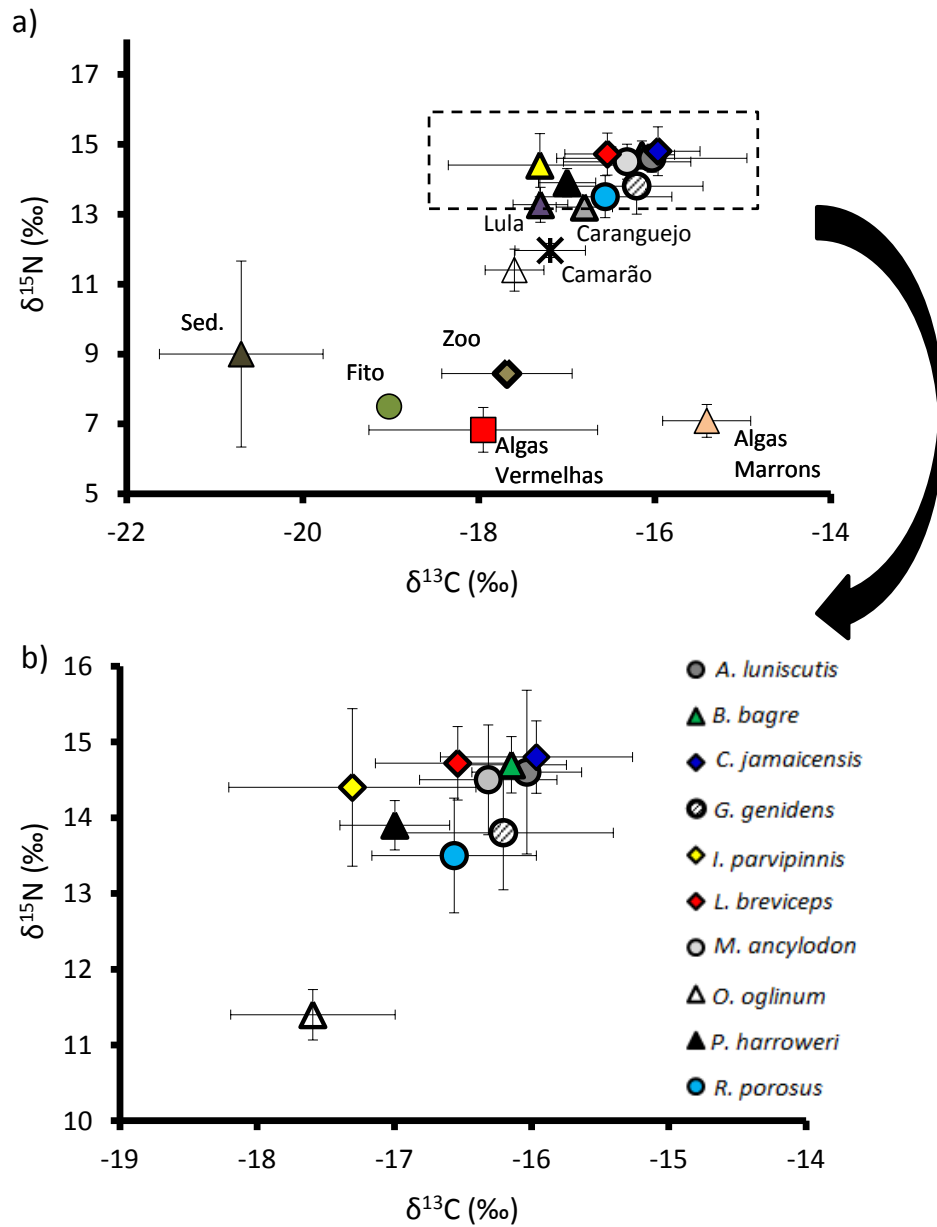 a)
17
15
13
11
9
7
5
δ¹⁵N (‰)
Lula
Caranguejo
Camarão
Sed.
Zoo
Fito
Algas
Vermelhas
Algas
Marrons
-22
-20
-18
-16
-14
δ¹³C (‰)
b)
16
15
14
13
12
11
10
δ¹⁵N (‰)
A. luniscutis
B. bagre
C. jamaicensis
G. genidens
I. parvipinnis
L. breviceps
M. ancylodon
O. oglinum
P. harroweri
R. porosus
-19
-18
-17
-16
-15
-14
δ¹³C (‰)